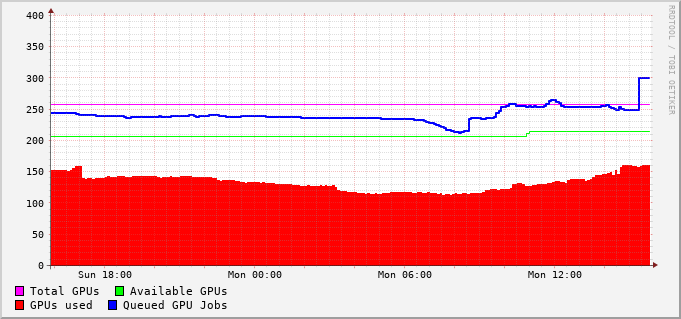 400
350
300
250
200
150
100
50
0
Sun 18:00 Mon 00:00 Mon 06:00 Mon 12:00
Total GPUs Available GPUs
GPUs used Queued GPU Jobs
RRDTOOL / TOBI OETIKER